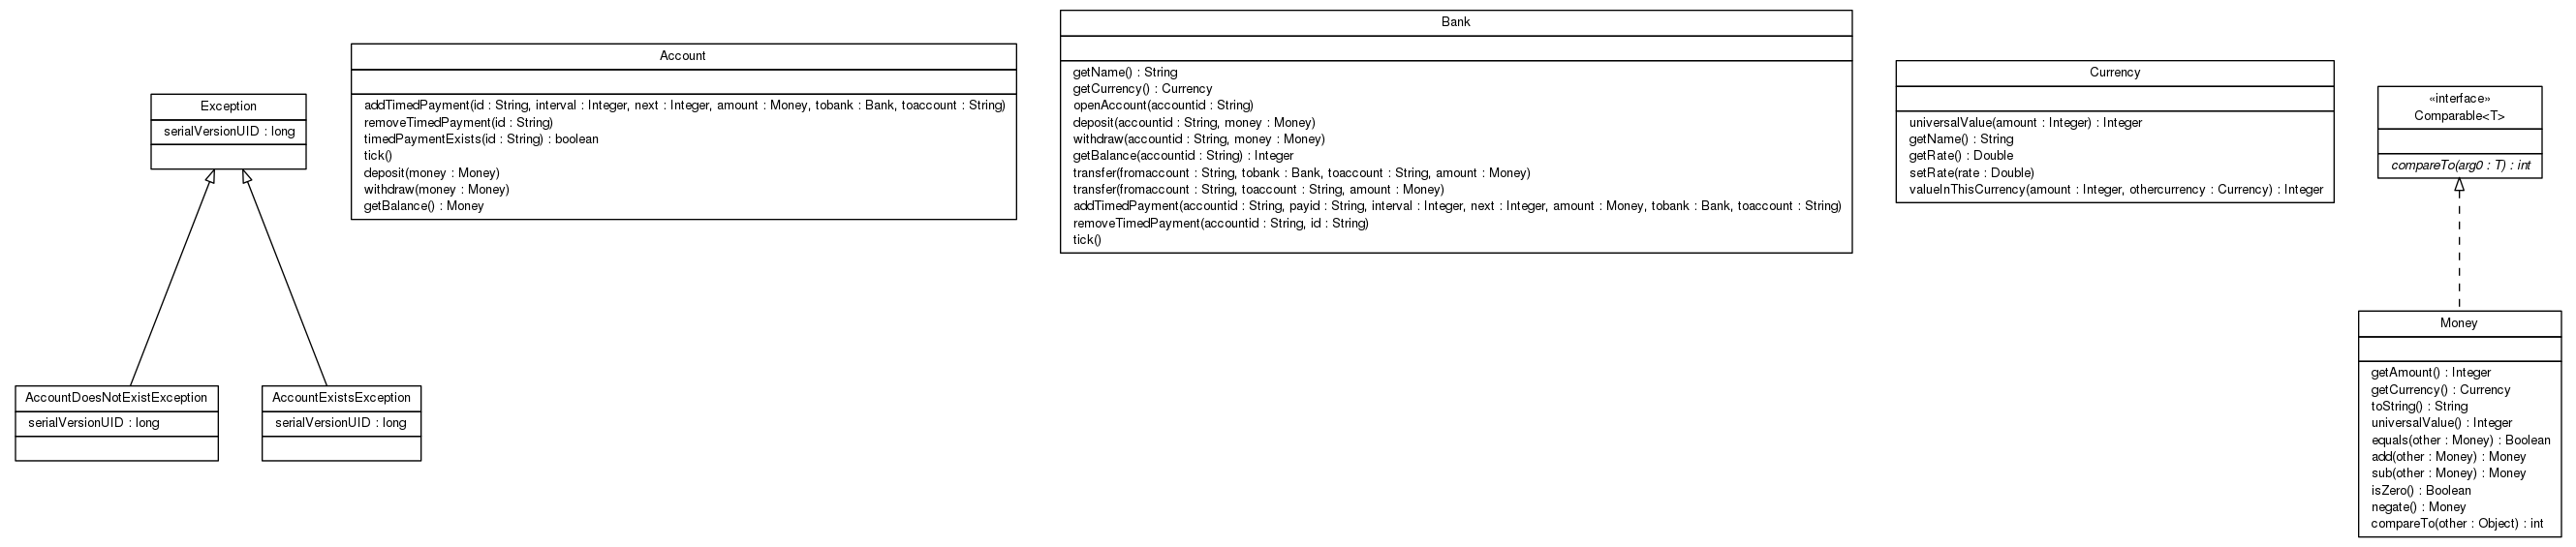 Exception
serialVersionUID : long
Account
addTimedPayment(id : String, interval : Integer, next : Integer, amount : Money, tobank : Bank, toaccount : String)
removeTimedPayment(id : String)
timedPaymentExists(id : String) : boolean
tick()
deposit(money : Money)
withdraw(money : Money)
getBalance() : Money
Bank
getName() : String
getCurrency() : Currency
openAccount(accountid : String)
deposit(accountid : String, money : Money)
withdraw(accountid : String, money : Money)
getBalance(accountid : String) : Integer
transfer(fromaccount : String, tobank : Bank, toaccount : String, amount : Money)
transfer(fromaccount : String, toaccount : String, amount : Money)
addTimedPayment(accountid : String, payid : String, interval : Integer, next : Integer, amount : Money, tobank : Bank, toaccount : String)
removeTimedPayment(accountid : String, id : String)
tick()
Currency
universalValue(amount : Integer) : Integer
getName() : String
getRate() : Double
setRate(rate : Double)
valueInThisCurrency(amount : Integer, othercurrency : Currency) : Integer
«interface»
Comparable<T>
compareTo(arg0 : T) : int
AccountDoesNotExistException
serialVersionUID : long
AccountExistsException
serialVersionUID : long
Money
getAmount() : Integer
getCurrency() : Currency
toString() : String
universalValue() : Integer
equals(other : Money) : Boolean
add(other : Money) : Money
sub(other : Money) : Money
isZero() : Boolean
negate() : Money
compareTo(other : Object) : int